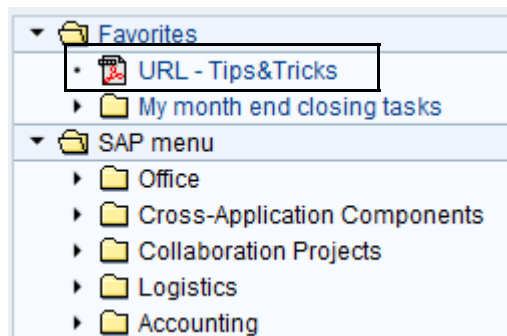 Favorites
URL - Tips&Tricks
My month end closing tasks
SAP menu
Office
Cross-Application Components
Collaboration Projects
Logistics
Accounting